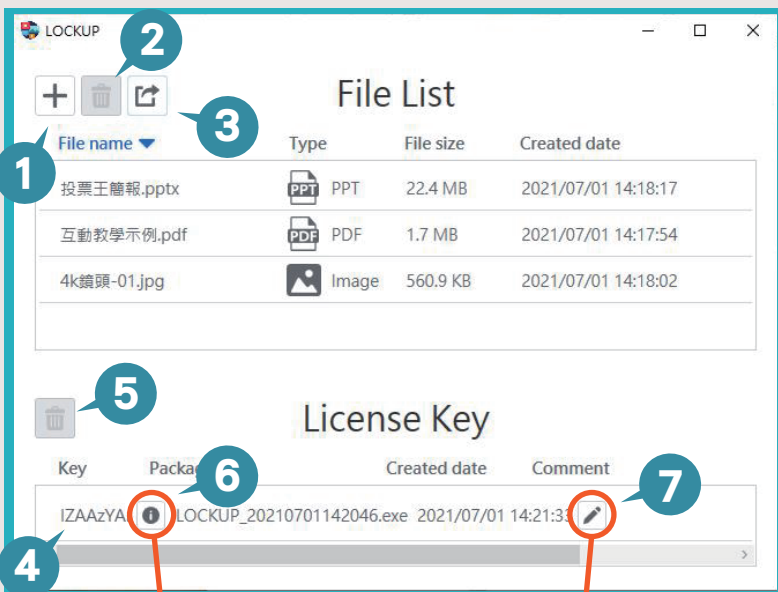 LOCKUP
2
File List
3
1
File name Type File size Created date
投票王簡報.pptx PPT PPT 22.4 MB 2021/07/01 14:18:17
互動教學示例.pdf PDF PDF 1.7 MB 2021/07/01 14:17:54
4k鏡頭-01.jpg Image 560.9 KB 2021/07/01 14:18:02
5
License Key
6
7
Key Packa Created date Comment
IZAAzYA LOCKUP_20210701142046.exe 2021/07/01 14:21:33
4